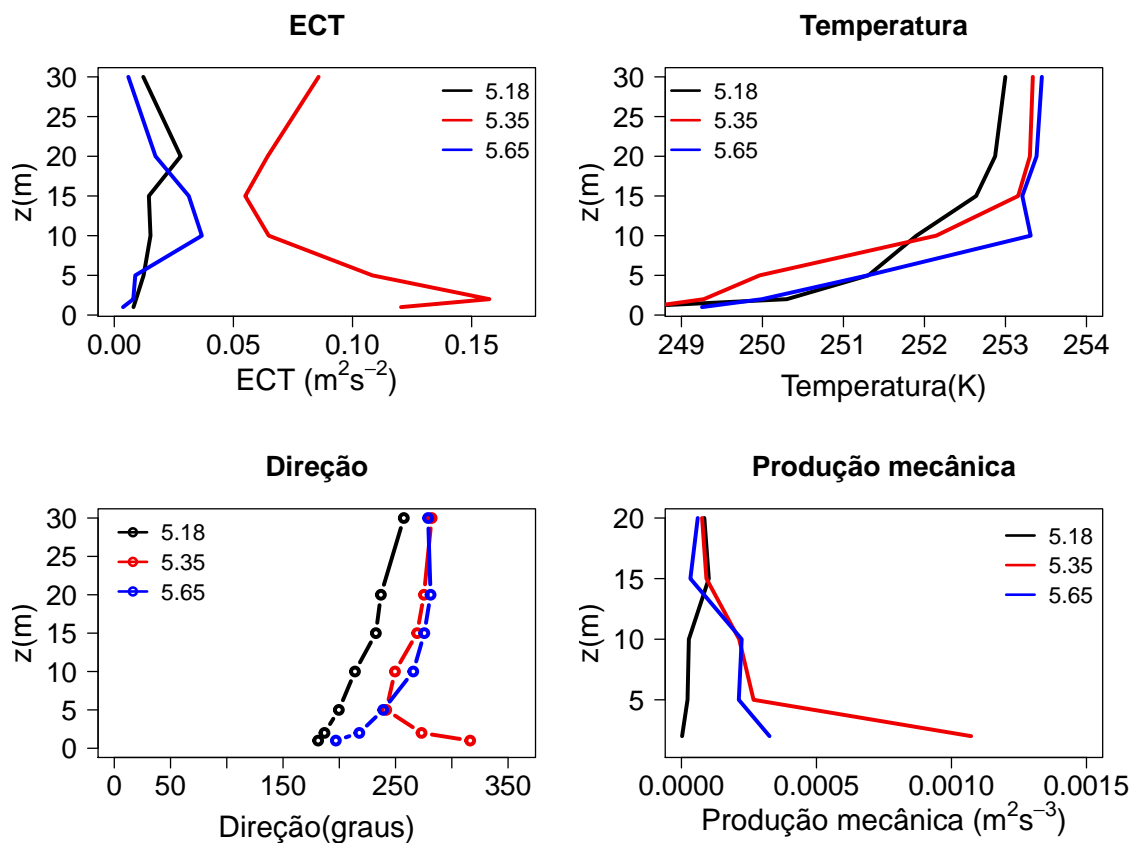 ECT
30
25
20
15
10
5
0
z(m)
5.18
5.35
5.65
0.00 0.05 0.10 0.15
ECT (m²s⁻²)
Temperatura
30
25
20
15
10
5
0
z(m)
5.18
5.35
5.65
249 250 251 252 253 254
Temperatura(K)
Direção
30
25
20
15
10
5
0
z(m)
5.18
5.35
5.65
0 50 150 250 350
Direção(graus)
Produção mecânica
20
15
10
5
z(m)
5.18
5.35
5.65
0.0000 0.0005 0.0010 0.0015
Produção mecânica (m²s⁻³)